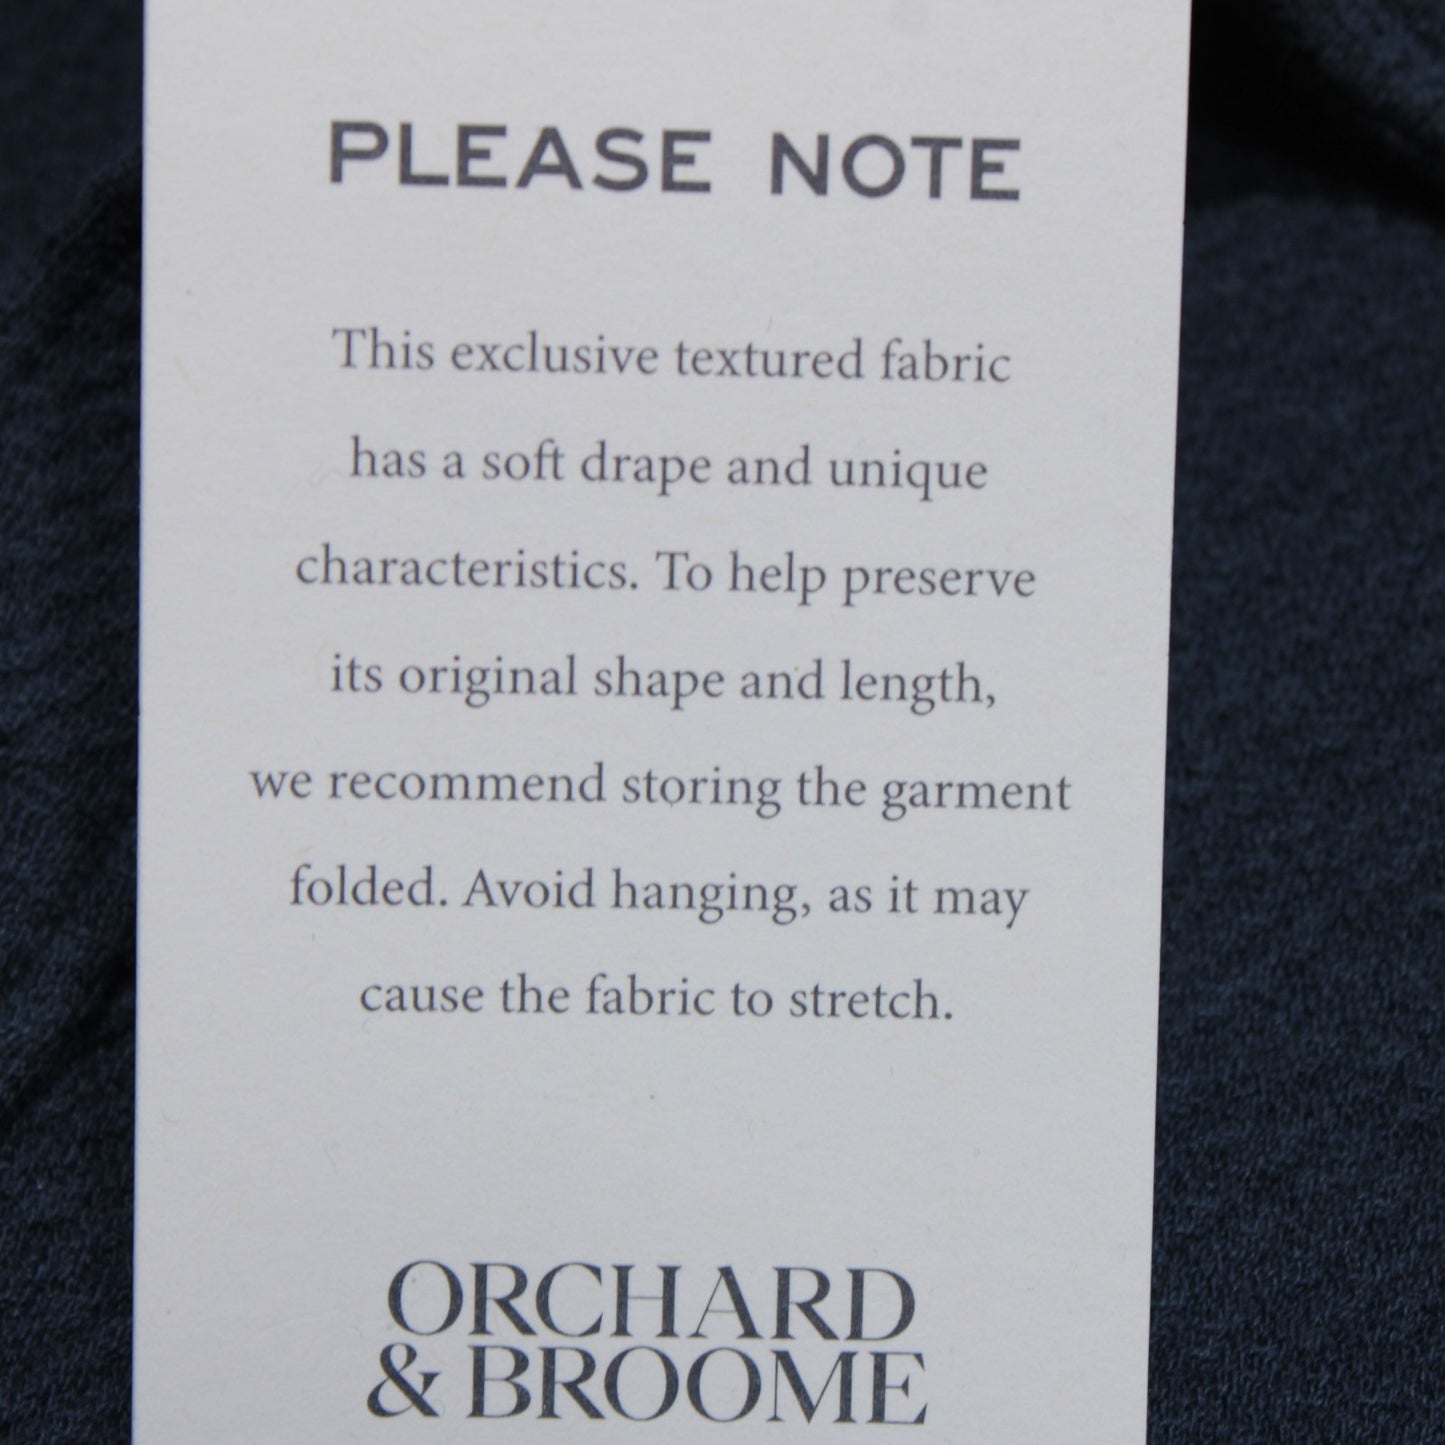 PLEASE NOTE
This exclusive textured fabric
has a soft drape and unique
characteristics. To help preserve
its original shape and length,
we recommend storing the garment
folded. Avoid hanging, as it may
cause the fabric to stretch.
ORCHARD
& BROOME